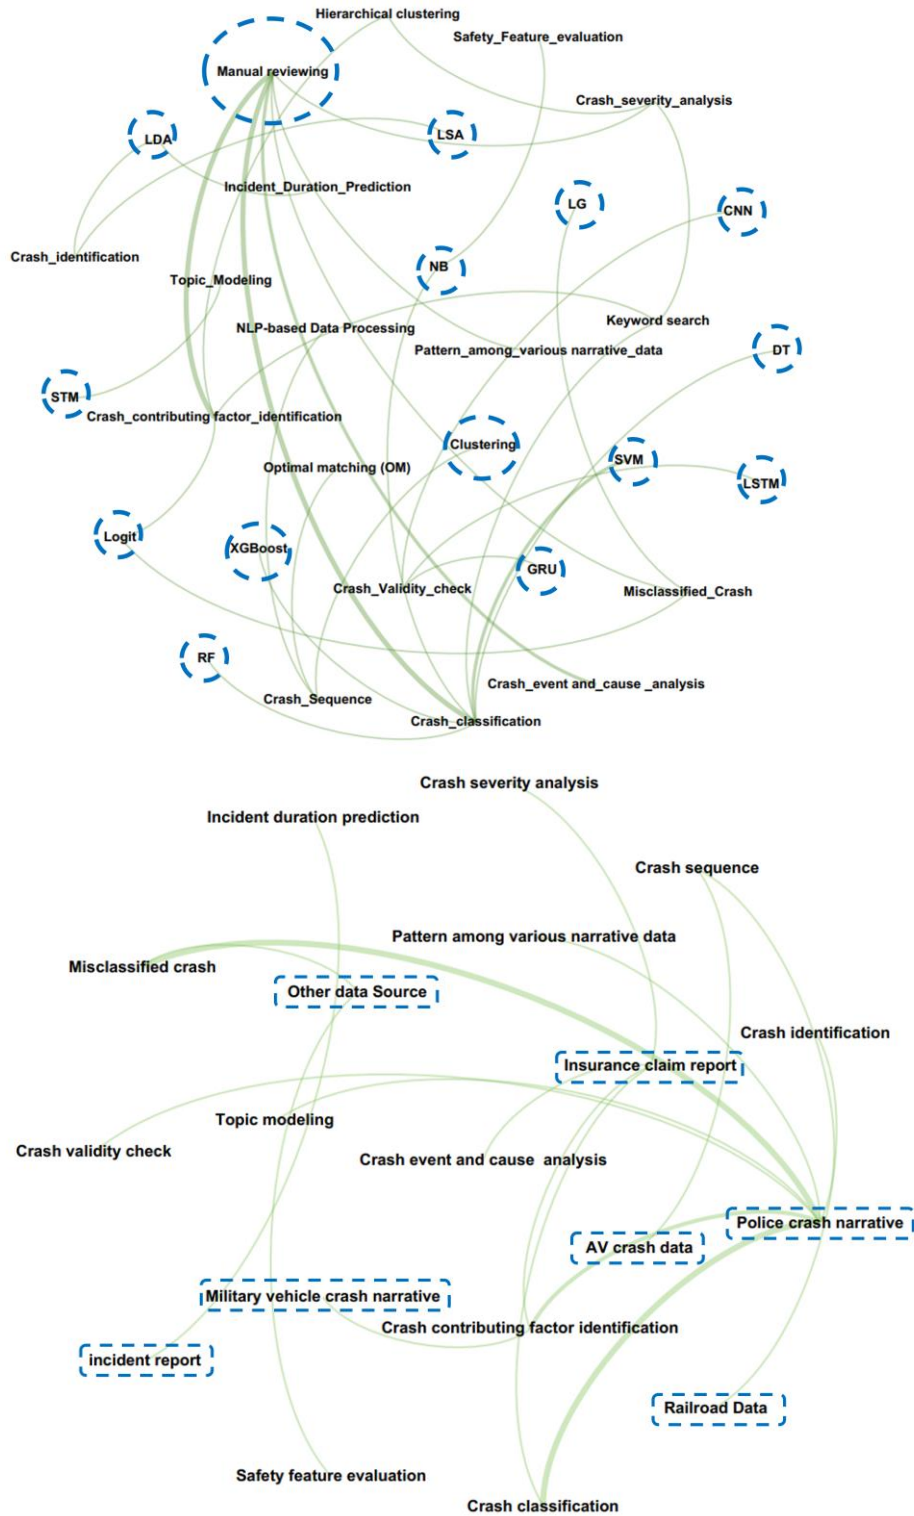 Hierarchical clustering
Safety_Feature_evaluation
Manual reviewing
Crash_severity_analysis
LDA
LSA
Incident_Duration_Prediction
LG
CNN
Crash_identification
NB
Topic_Modeling
Keyword search
NLP-based Data Processing
Pattern_among_various narrative_data
DT
STM
Crash_contributing factor_identification
Clustering
SVM
Optimal matching (OM)
LSTM
Logit
XGBoost
GRU
Crash_Validity_check
Misclassified_Crash
RF
Crash_event and_cause _analysis
Crash_Sequence
Crash_classification
Crash severity analysis
Incident duration prediction
Crash sequence
Pattern among various narrative data
Misclassified crash
Other data Source
Crash identification
Insurance claim report
Topic modeling
Crash validity check
Crash event and cause  analysis
Police crash narrative
AV crash data
Military vehicle crash narrative
Crash contributing factor identification
incident report
Railroad Data
Safety feature evaluation
Crash classification